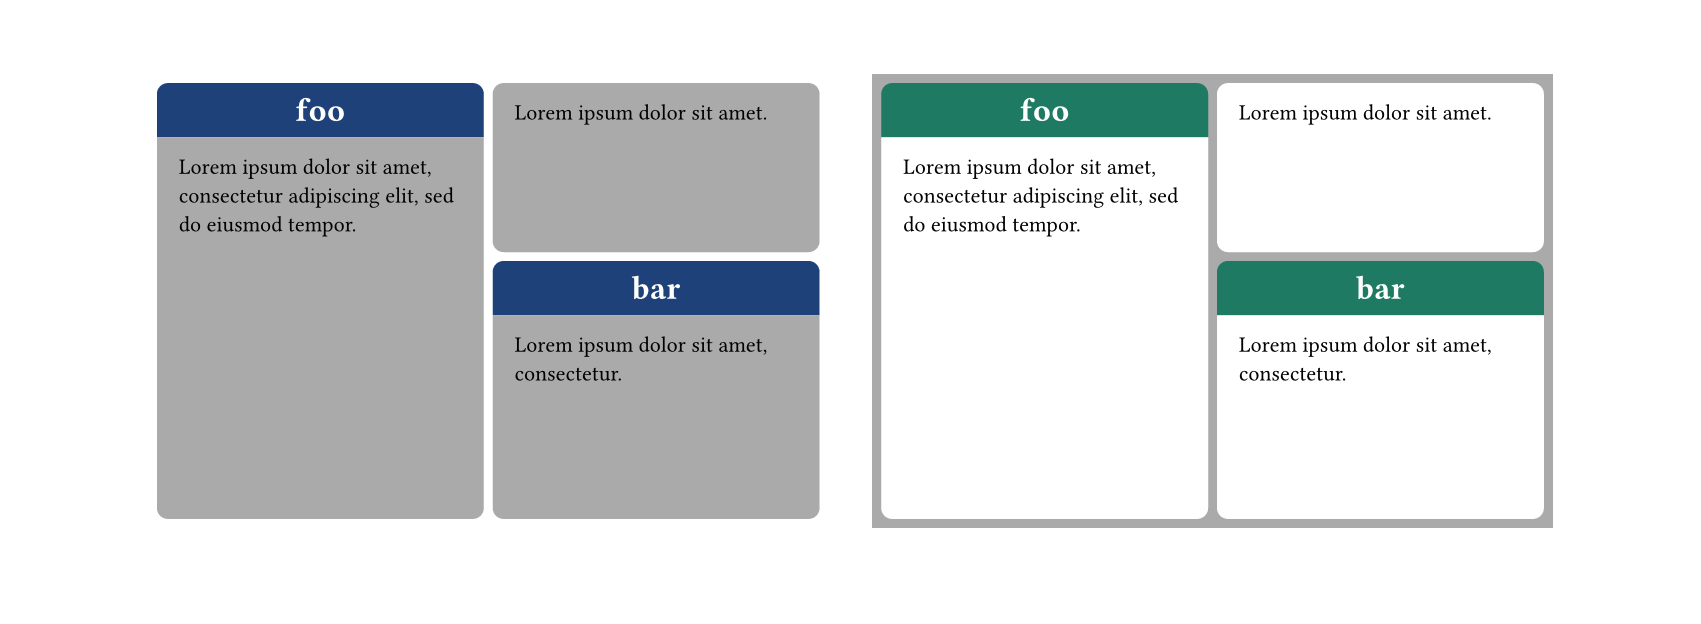 foo
Lorem ipsum dolor sit amet,
consectetur adipiscing elit, sed
do eiusmod tempor.
Lorem ipsum dolor sit amet.
bar
Lorem ipsum dolor sit amet,
consectetur.
foo
Lorem ipsum dolor sit amet,
consectetur adipiscing elit, sed
do eiusmod tempor.
Lorem ipsum dolor sit amet.
bar
Lorem ipsum dolor sit amet,
consectetur.